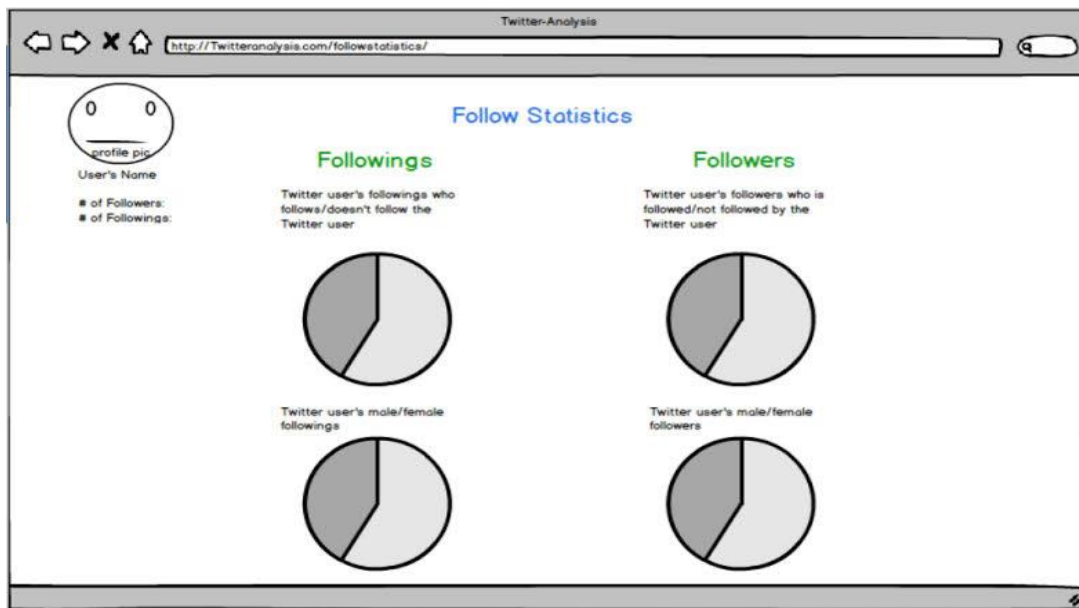 Twitter-Analysis
http://Twitteranalysis.com/followstatistics/
profile pic
User's Name
# of Followers:
# of Followings:
Follow Statistics
Followings
Twitter user's followings who
follows/doesn't follow the
Twitter user
Twitter user's male/female
followings
Followers
Twitter user's followers who is
followed/not followed by the
Twitter user
Twitter user's male/female
followers